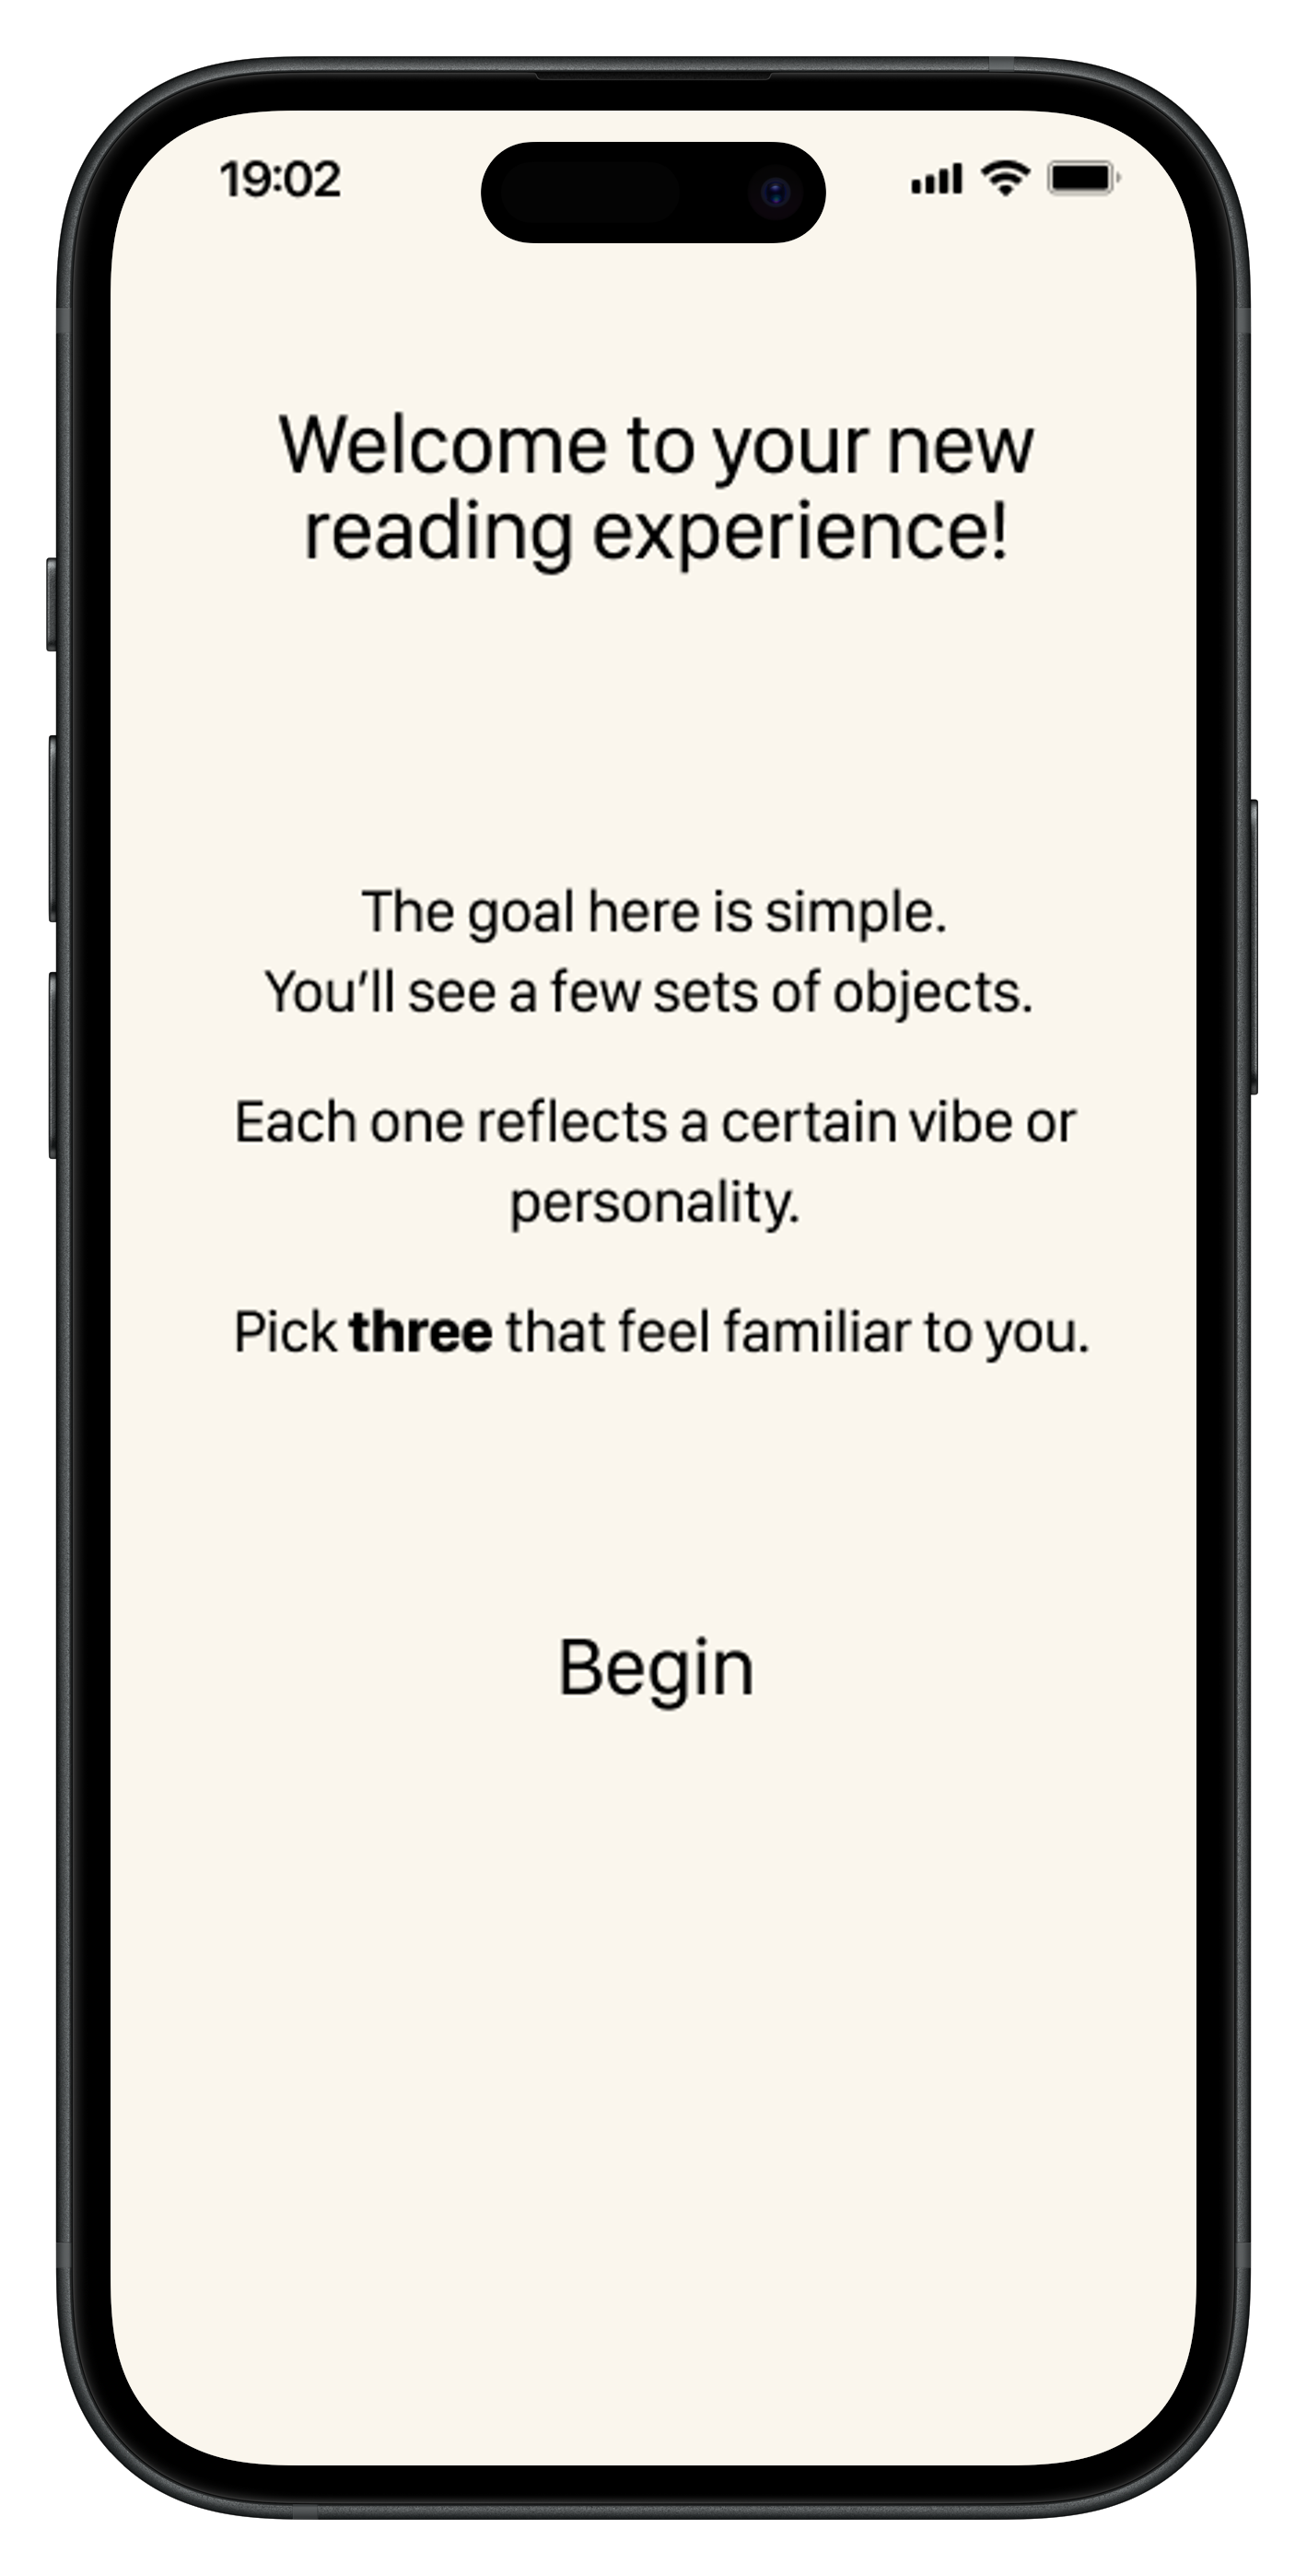 19:02
Welcome to your new
reading experience!
The goal here is simple.
You’ll see a few sets of objects.
Each one reflects a certain vibe or
personality.
Pick three that feel familiar to you.
Begin